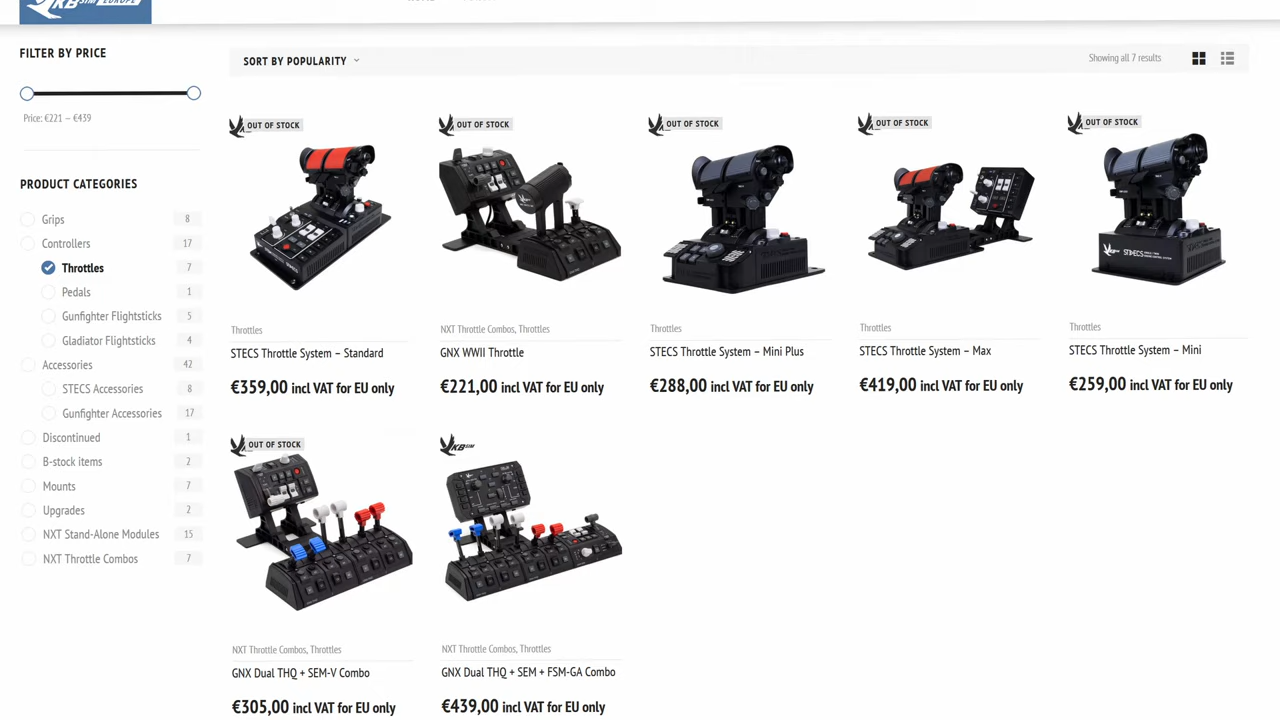 KB SIM EUROPE
FILTER BY PRICE
Price: €221 — €439
PRODUCT CATEGORIES
Grips 8
Controllers 17
Throttles 7
Pedals 1
Gunfighter Flightsticks 5
Gladiator Flightsticks 4
Accessories 42
STECS Accessories 8
Gunfighter Accessories 17
Discontinued 1
B-stock items 2
Mounts 7
Upgrades 2
NXT Stand-Alone Modules 15
NXT Throttle Combos 7
SORT BY POPULARITY
Showing all 7 results
OUT OF STOCK
Throttles
STECS Throttle System – Standard
€359,00 incl VAT for EU only
OUT OF STOCK
NXT Throttle Combos, Throttles
GNX WWII Throttle
€221,00 incl VAT for EU only
OUT OF STOCK
Throttles
STECS Throttle System – Mini Plus
€288,00 incl VAT for EU only
OUT OF STOCK
Throttles
STECS Throttle System – Max
€419,00 incl VAT for EU only
OUT OF STOCK
STECS
Throttles
STECS Throttle System – Mini
€259,00 incl VAT for EU only
OUT OF STOCK
NXT Throttle Combos, Throttles
GNX Dual THQ + SEM-V Combo
€305,00 incl VAT for EU only
VKB SIM
NXT Throttle Combos, Throttles
GNX Dual THQ + SEM + FSM-GA Combo
€439,00 incl VAT for EU only